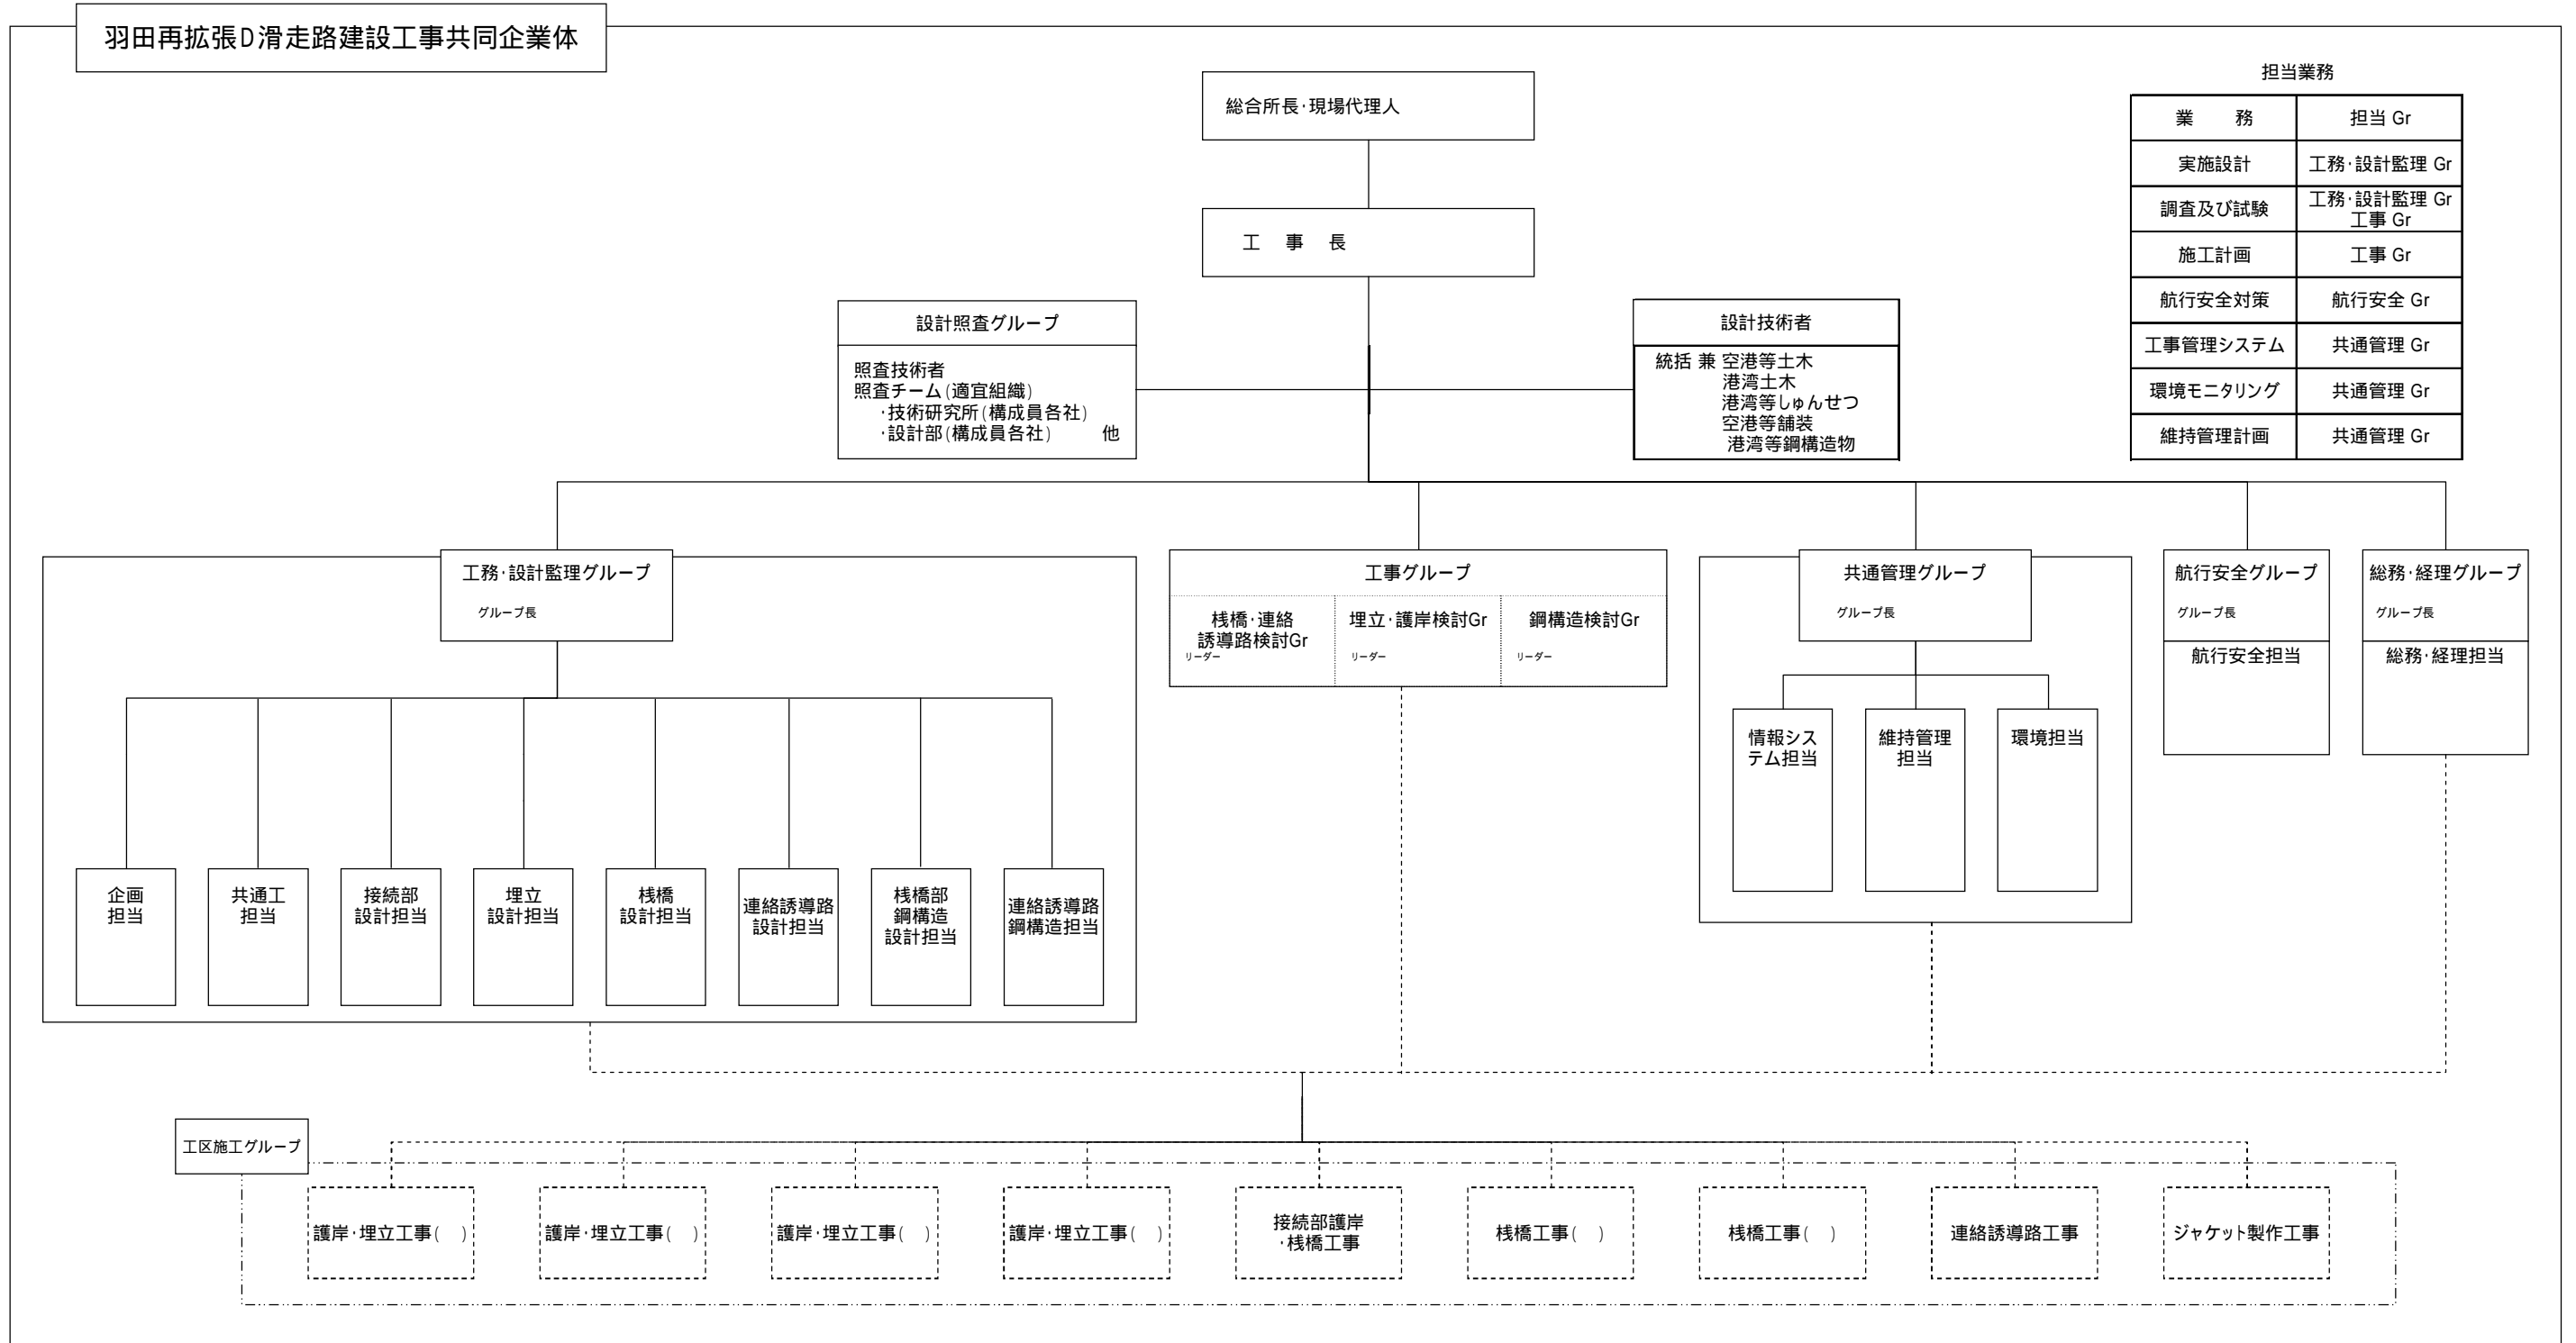 羽田再拡張D滑走路建設工事共同企業体
総合所長・現場代理人
工 事 長
担当業務
業 務 担当 Gr
実施設計 工務・設計監理 Gr
調査及び試験 工務・設計監理 Gr
工事 Gr
施工計画 工事 Gr
航行安全対策 航行安全 Gr
工事管理システム 共通管理 Gr
環境モニタリング 共通管理 Gr
維持管理計画 共通管理 Gr
設計照査グループ
照査技術者
照査チーム(適宜組織)
・技術研究所(構成員各社)
・設計部(構成員各社) 他
設計技術者
統括 兼 空港等土木
港湾土木
港湾等しゅんせつ
空港等舗装
港湾等鋼構造物
工務・設計監理グループ
グループ長
企画
担当
共通工
担当
接続部
設計担当
埋立
設計担当
桟橋
設計担当
連絡誘導路
設計担当
桟橋部
鋼構造
設計担当
連絡誘導路
鋼構造担当
工事グループ
桟橋・連絡
誘導路検討Gr
リーダー
埋立・護岸検討Gr
リーダー
鋼構造検討Gr
リーダー
共通管理グループ
グループ長
情報シス
テム担当
維持管理
担当
環境担当
航行安全グループ
グループ長
航行安全担当
総務・経理グループ
グループ長
総務・経理担当
工区施工グループ
護岸・埋立工事( )
護岸・埋立工事( )
護岸・埋立工事( )
護岸・埋立工事( )
接続部護岸
・桟橋工事
桟橋工事( )
桟橋工事( )
連絡誘導路工事
ジャケット製作工事